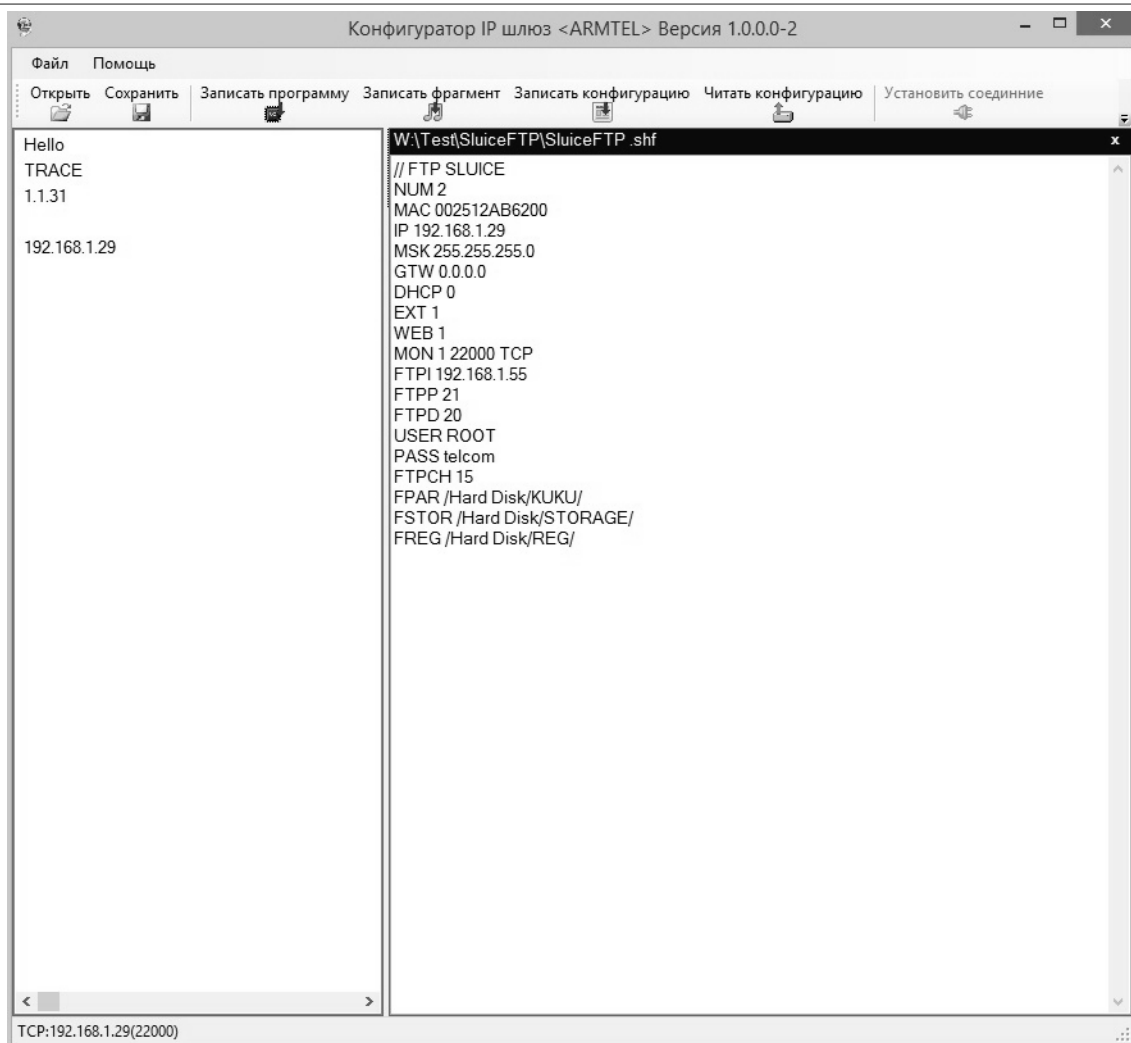 Конфигуратор IP шлюз <ARMTEL> Версия 1.0.0.0-2
Файл Помощь
Открыть Сохранить Записать программу Записать фрагмент Записать конфигурацию Читать конфигурацию Установить соединние
Hello
TRACE
1.1.31
192.168.1.29
W:\Test\SluiceFTP\SluiceFTP .shf x
// FTP SLUICE
NUM 2
MAC 002512AB6200
IP 192.168.1.29
MSK 255.255.255.0
GTW 0.0.0.0
DHCP 0
EXT 1
WEB 1
MON 1 22000 TCP
FTPI 192.168.1.55
FTPP 21
FTPD 20
USER ROOT
PASS telcom
FTPCH 15
FPAR /Hard Disk/KUKU/
FSTOR /Hard Disk/STORAGE/
FREG /Hard Disk/REG/
TCP:192.168.1.29(22000)